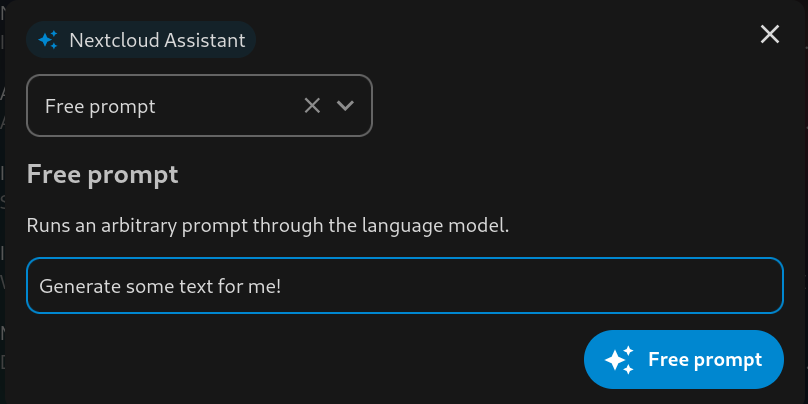 Nextcloud Assistant
Free prompt
Free prompt
Runs an arbitrary prompt through the language model.
Generate some text for me!
Free prompt